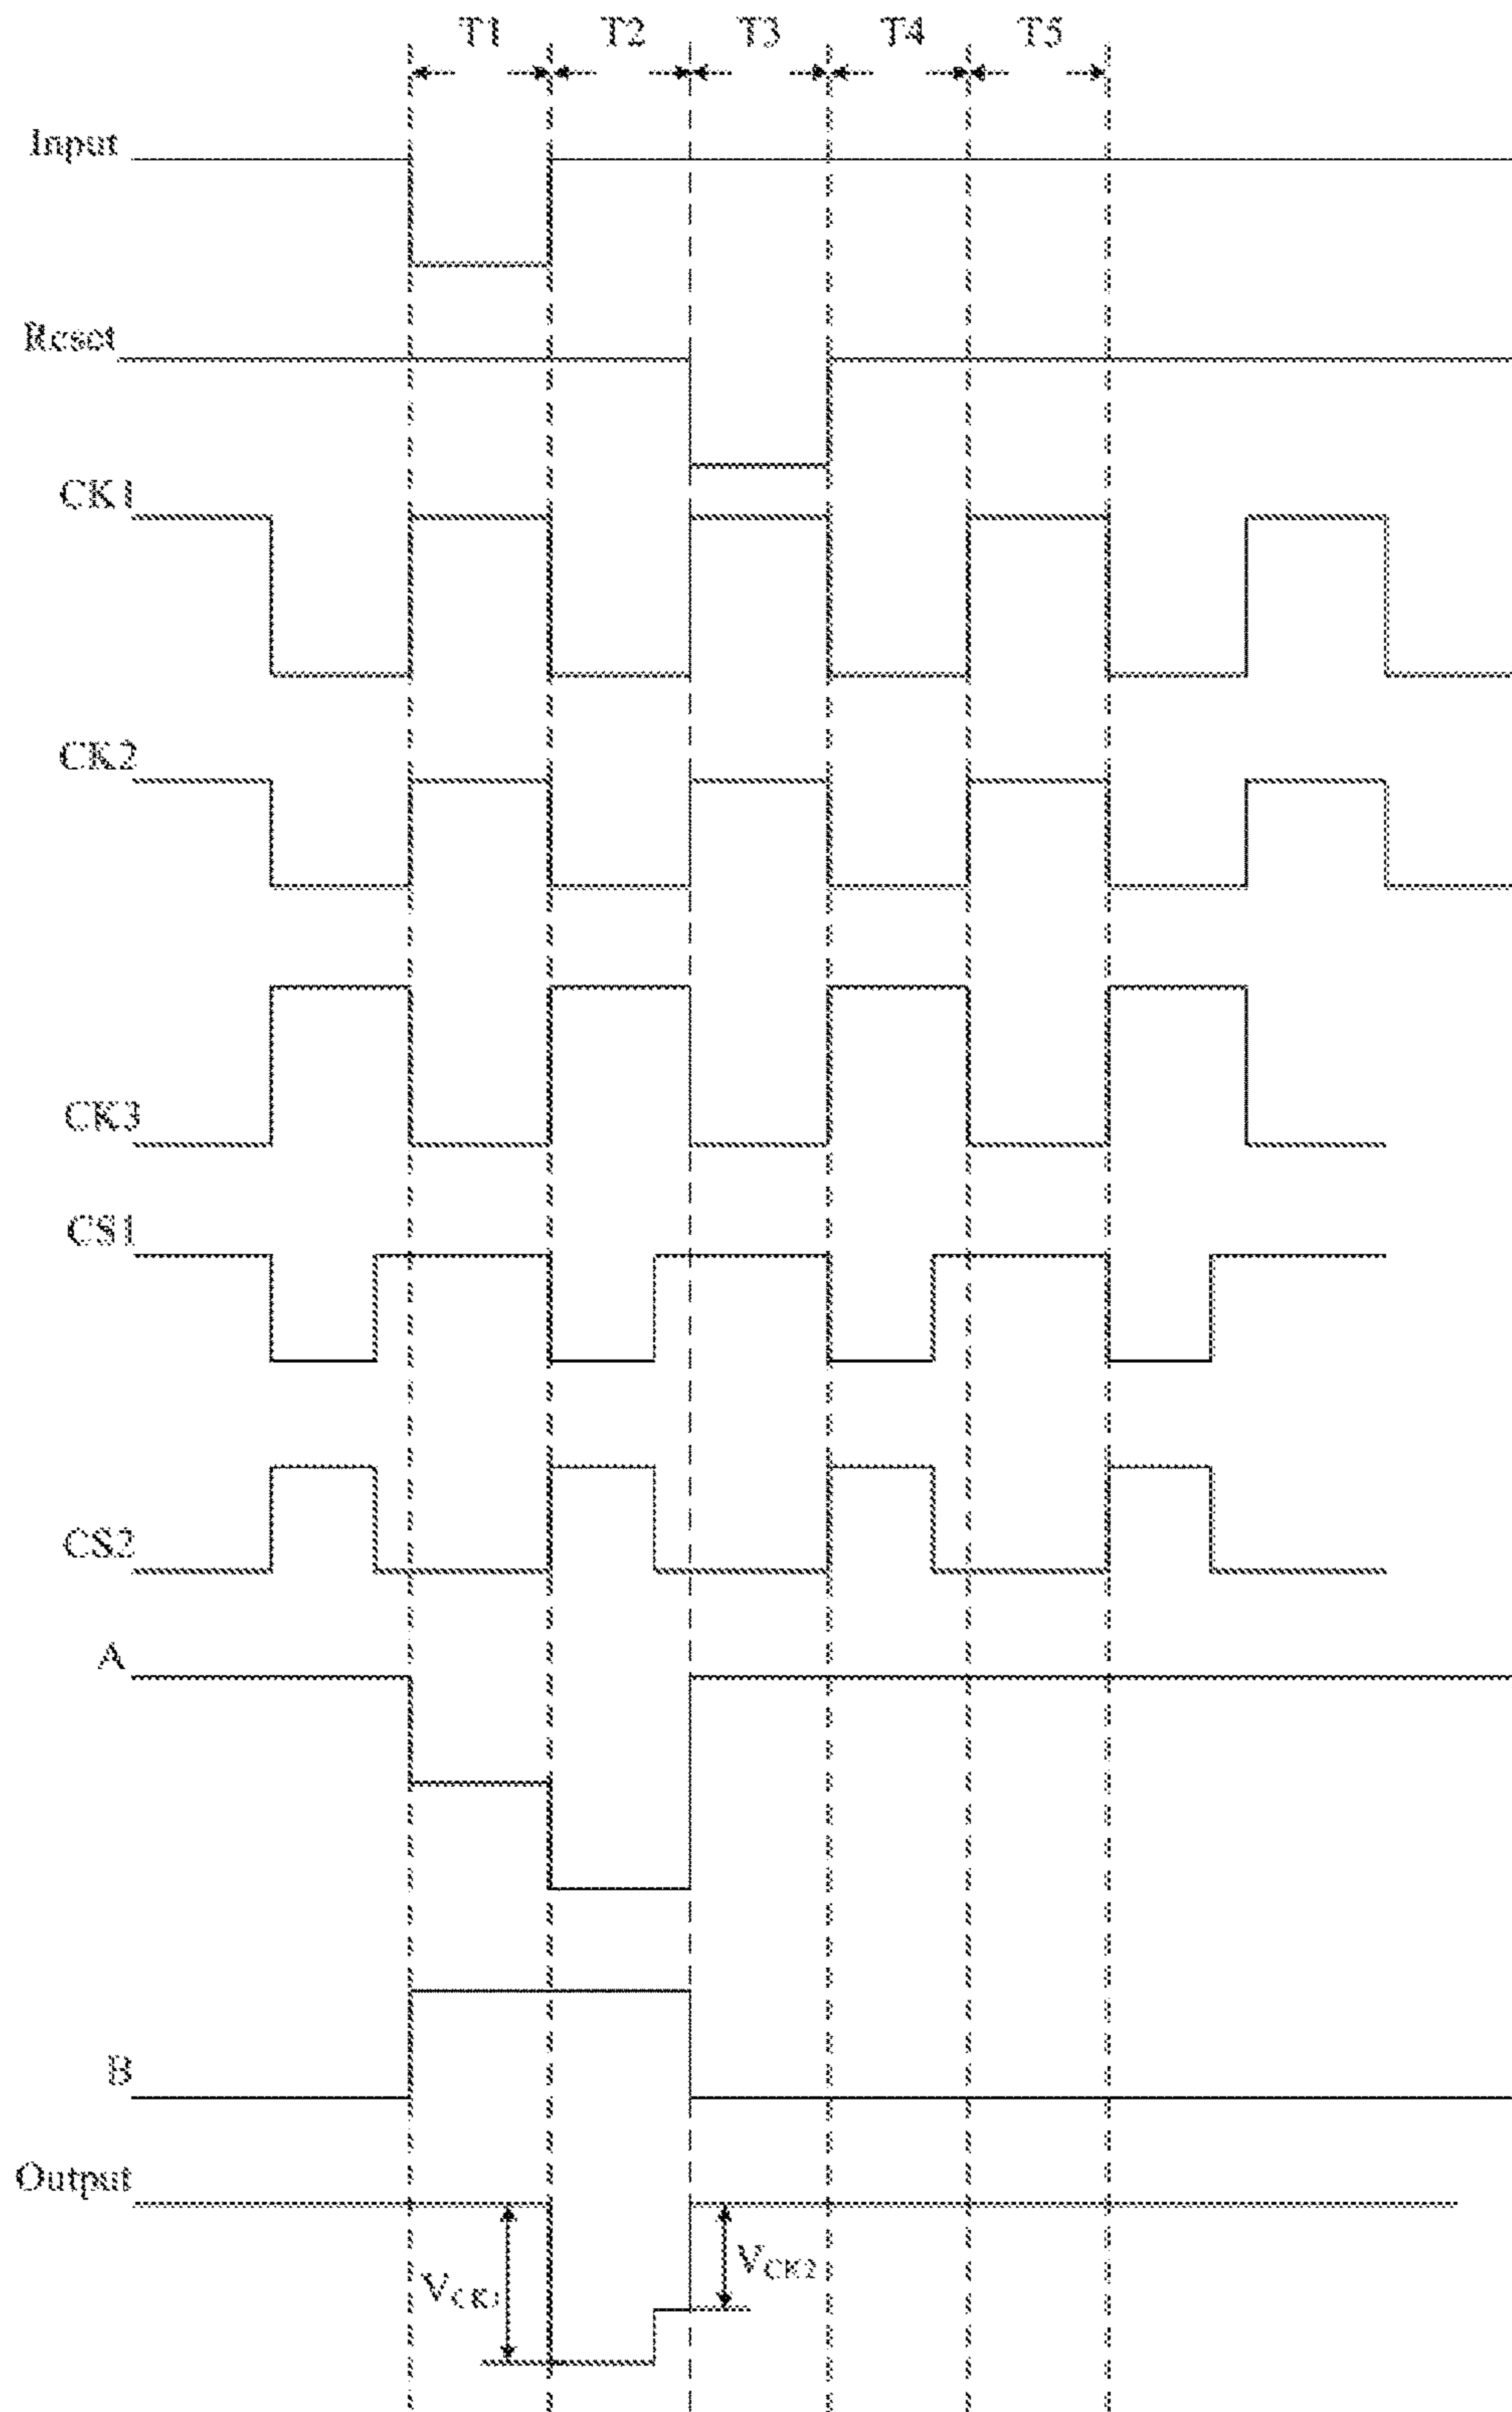 T1 T2 T3 T4 T5
Input
Reset
CK1
CK2
CK3
CS1
CS2
A
B
Output
VCK1 VCK2